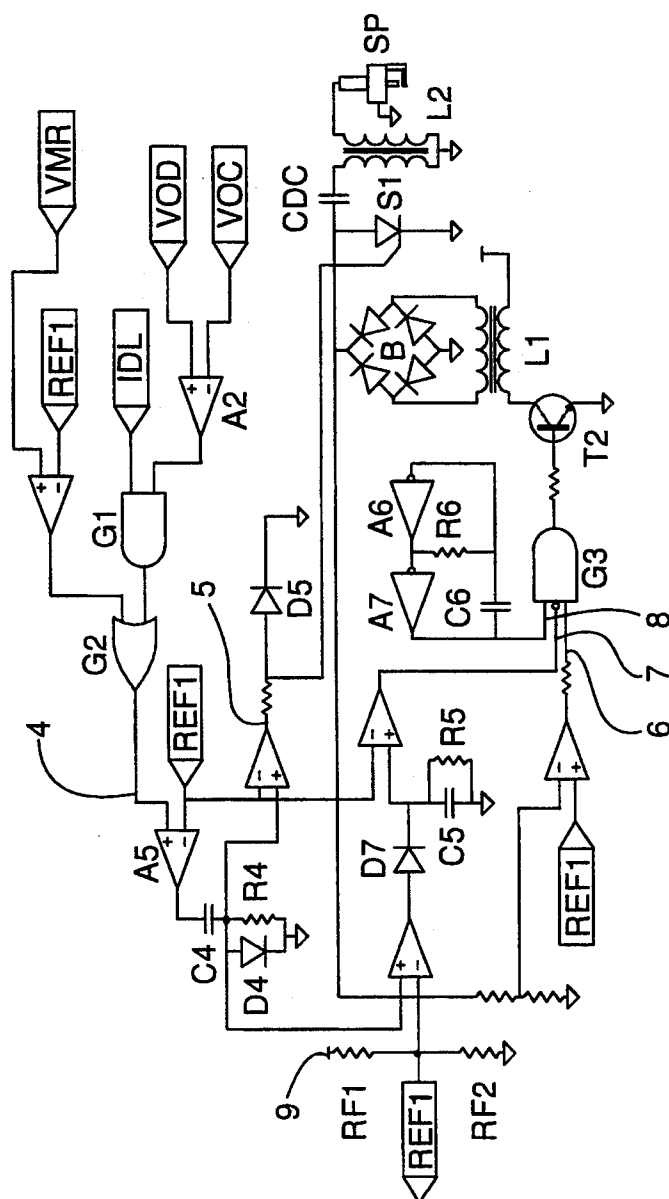 VMR
REF1
IDL
VOD
VOC
+
-
+
-
A2
G1
G2
4
REF1
5
+
-
A5
-
+
D5
C4
R4
D4
CDC
SP
L2
S1
B
L1
T2
A6
A7
R6
C6
G3
8
7
6
-
+
R5
C5
D7
-
+
REF1
+
-
9
RF1
RF2
REF1